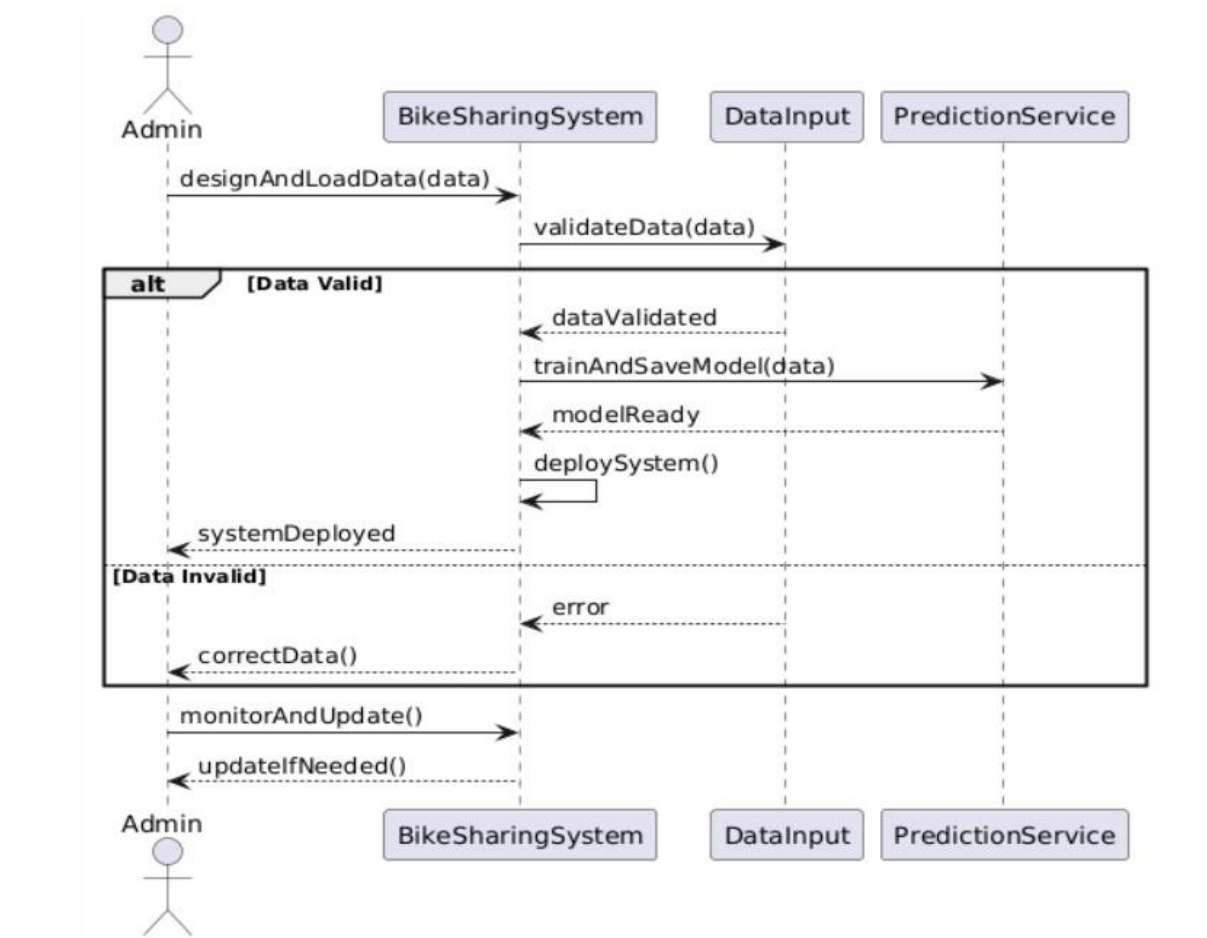 Admin
BikeSharingSystem
DataInput
PredictionService
designAndLoadData(data)
validateData(data)
alt
[Data Valid]
dataValidated
trainAndSaveModel(data)
modelReady
deploySystem()
systemDeployed
[Data Invalid]
error
correctData()
monitorAndUpdate()
updateIfNeeded()
Admin
BikeSharingSystem
DataInput
PredictionService